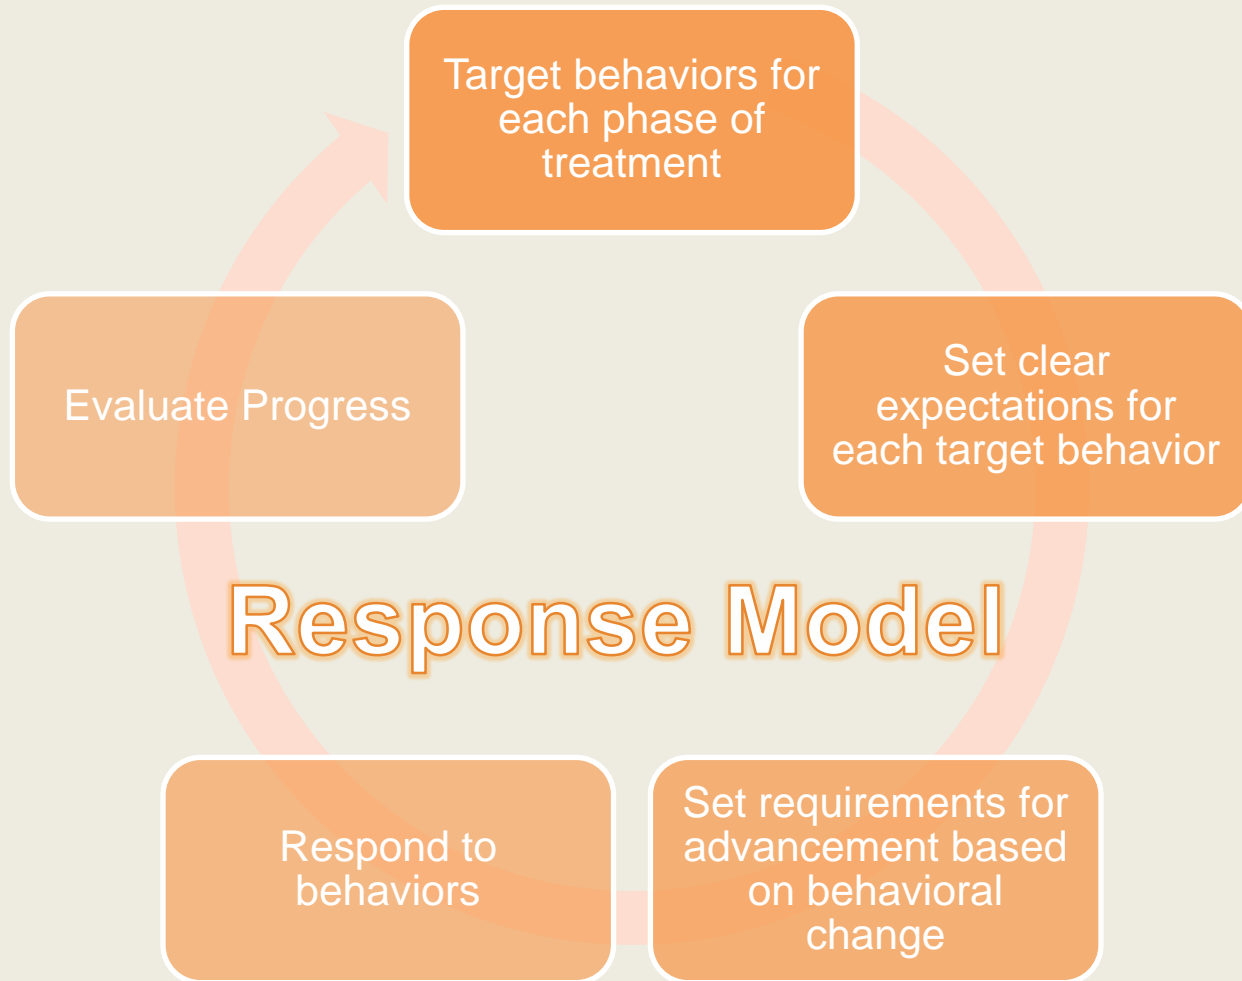 Target behaviors for
each phase of
treatment
Set clear
expectations for
each target behavior
Set requirements for
advancement based
on behavioral
change
Respond to
behaviors
Evaluate Progress
Response Model